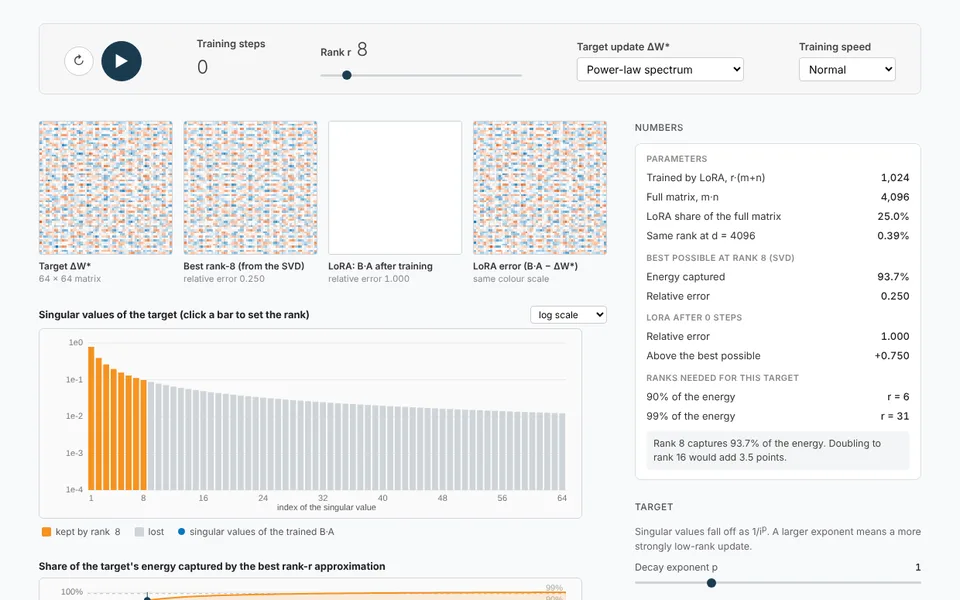 Training steps
0
Rank r 8
Target update ΔW*
Power-law spectrum
Training speed
Normal
Target ΔW*
64 × 64 matrix
Best rank-8 (from the SVD)
relative error 0.250
LoRA: B·A after training
relative error 1.000
LoRA error (B·A − ΔW*)
same colour scale
Singular values of the target (click a bar to set the rank)
log scale
1e0
1e-1
1e-2
1e-3
1e-4
1 8 16 24 32 40 48 56 64
index of the singular value
kept by rank 8
lost
singular values of the trained B·A
Share of the target's energy captured by the best rank-r approximation
100%
99%
90%
NUMBERS
PARAMETERS
Trained by LoRA, r·(m+n) 1,024
Full matrix, m·n 4,096
LoRA share of the full matrix 25.0%
Same rank at d = 4096 0.39%
BEST POSSIBLE AT RANK 8 (SVD)
Energy captured 93.7%
Relative error 0.250
LORA AFTER 0 STEPS
Relative error 1.000
Above the best possible +0.750
RANKS NEEDED FOR THIS TARGET
90% of the energy r = 6
99% of the energy r = 31
Rank 8 captures 93.7% of the energy. Doubling to
rank 16 would add 3.5 points.
TARGET
Singular values fall off as 1/iᵖ. A larger exponent means a more
strongly low-rank update.
Decay exponent p 1